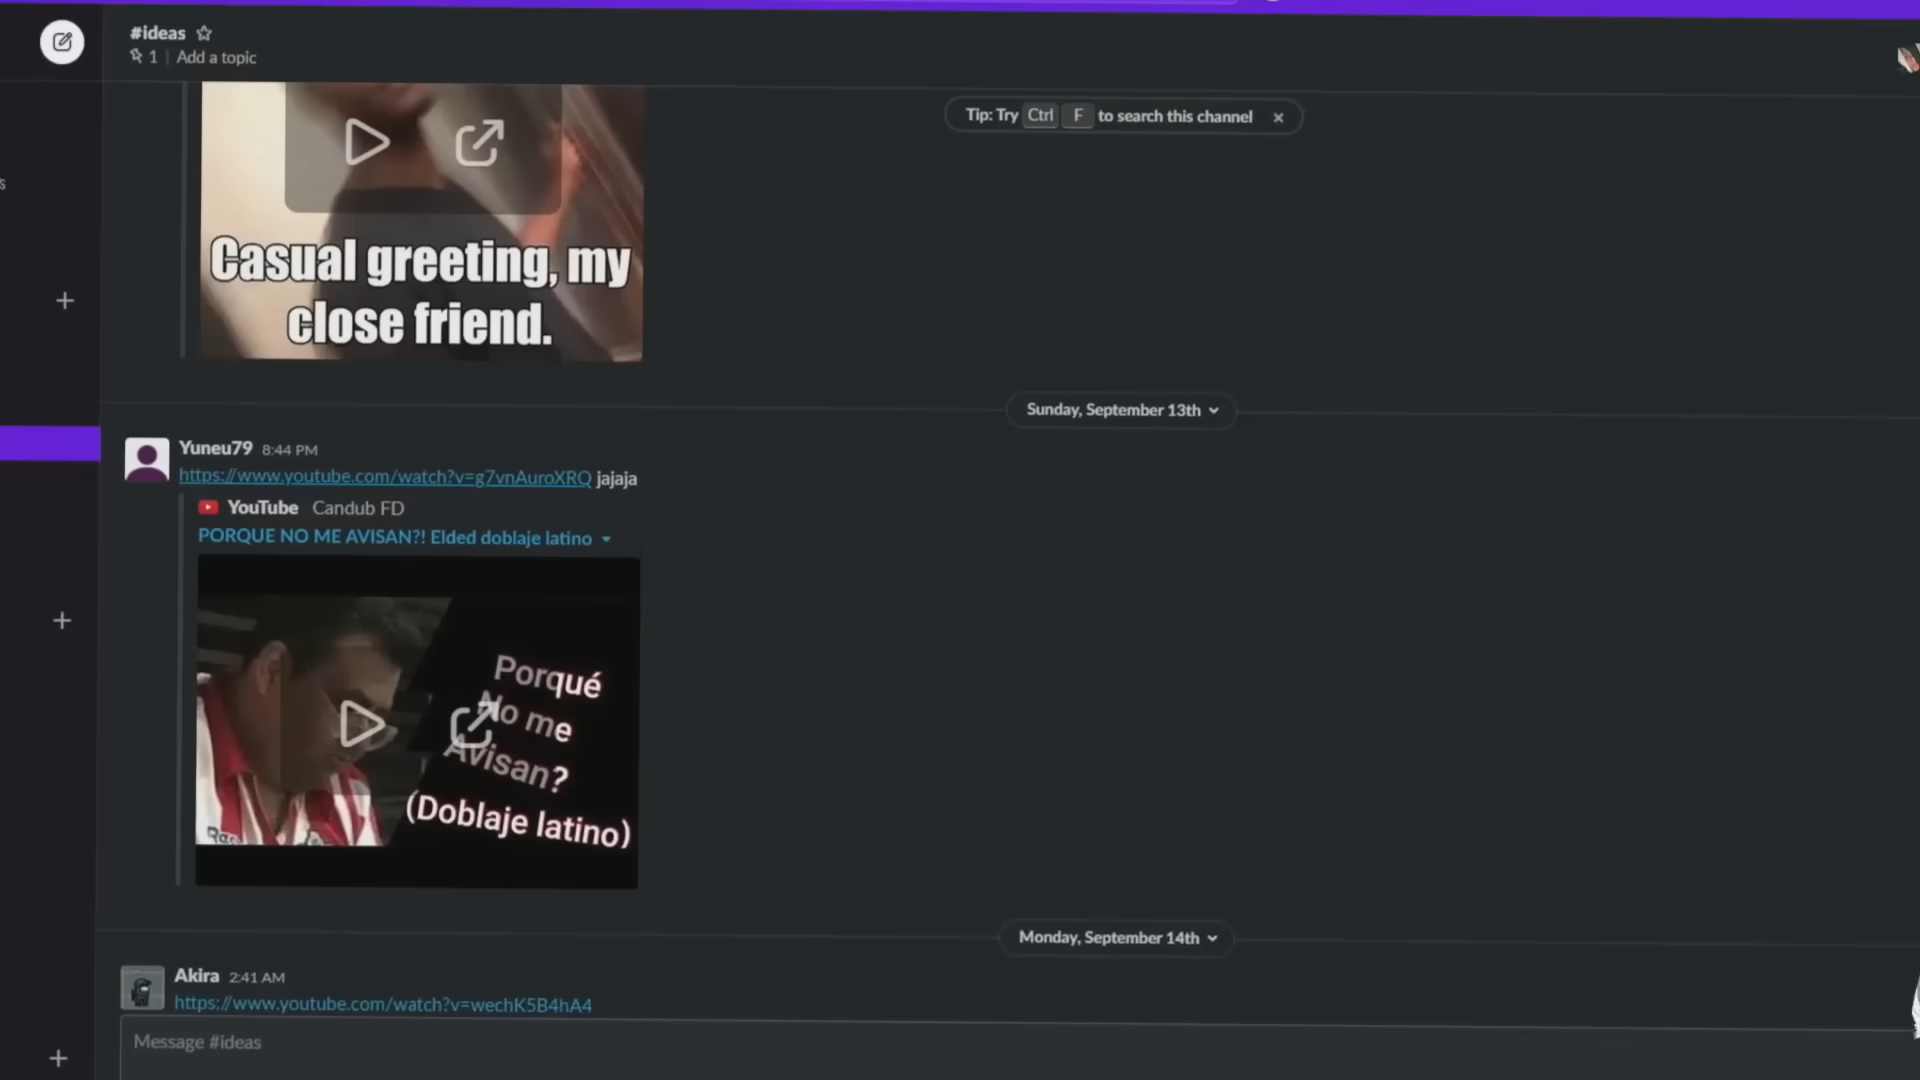 #ideas
1 | Add a topic
Tip: Try Ctrl F to search this channel ×
s
Casual greeting, my
close friend.
Sunday, September 13th
Yuneu79 8:44 PM
https://www.youtube.com/watch?v=g7vnAuroXRQ jajaja
YouTube Candub FD
PORQUE NO ME AVISAN?! Elded doblaje latino
Porqué
No me
Avisan?
(Doblaje latino)
Monday, September 14th
Akira 2:41 AM
https://www.youtube.com/watch?v=wechK5B4hA4
Message #ideas